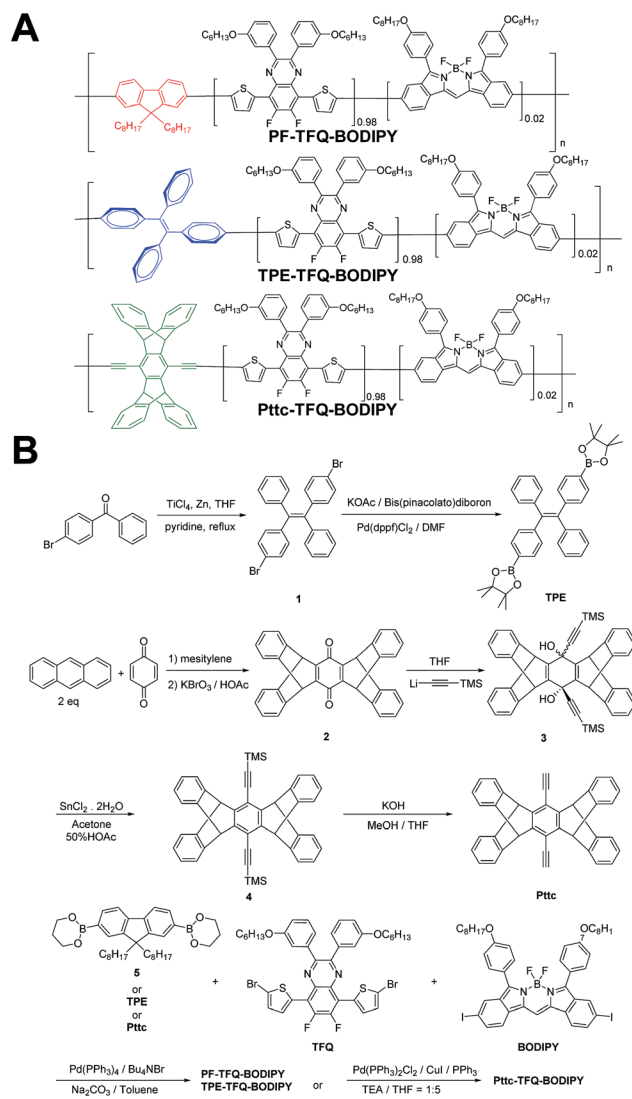 A
C₆H₁₃O
OC₆H₁₃
C₈H₁₇O
OC₈H₁₇
N
N
F
F
B
N
N
S
S
F
F
C₈H₁₇
C₈H₁₇
0.98
0.02
n
PF-TFQ-BODIPY
C₆H₁₃O
OC₆H₁₃
C₈H₁₇O
OC₈H₁₇
N
N
F
F
B
N
N
S
S
F
F
0.98
0.02
n
TPE-TFQ-BODIPY
C₆H₁₃O
OC₆H₁₃
C₈H₁₇O
OC₈H₁₇
N
N
F
F
B
N
N
S
S
F
F
0.98
0.02
n
Pttc-TFQ-BODIPY
B
O
Br
TiCl₄, Zn, THF
pyridine, reflux
Br
Br
1
KOAc / Bis(pinacolato)diboron
Pd(dppf)Cl₂ / DMF
O
B
O
O
B
O
TPE
2 eq
+
O
O
1) mesitylene
2) KBrO₃ / HOAc
O
O
2
THF
Li
TMS
TMS
HO
HO
TMS
3
SnCl₂ . 2H₂O
Acetone
50%HOAc
TMS
TMS
4
KOH
MeOH / THF
Pttc
O
B
O
O
B
O
C₈H₁₇
C₈H₁₇
5
or
TPE
or
Pttc
+
C₆H₁₃O
OC₆H₁₃
N
N
Br
S
S
Br
F
F
TFQ
+
C₈H₁₇O
OC₈H₁
7
F
F
B
N
N
I
I
BODIPY
Pd(PPh₃)₄ / Bu₄NBr
Na₂CO₃ / Toluene
PF-TFQ-BODIPY
TPE-TFQ-BODIPY
or
Pd(PPh₃)₂Cl₂ / CuI / PPh₃
TEA / THF = 1:5
Pttc-TFQ-BODIPY